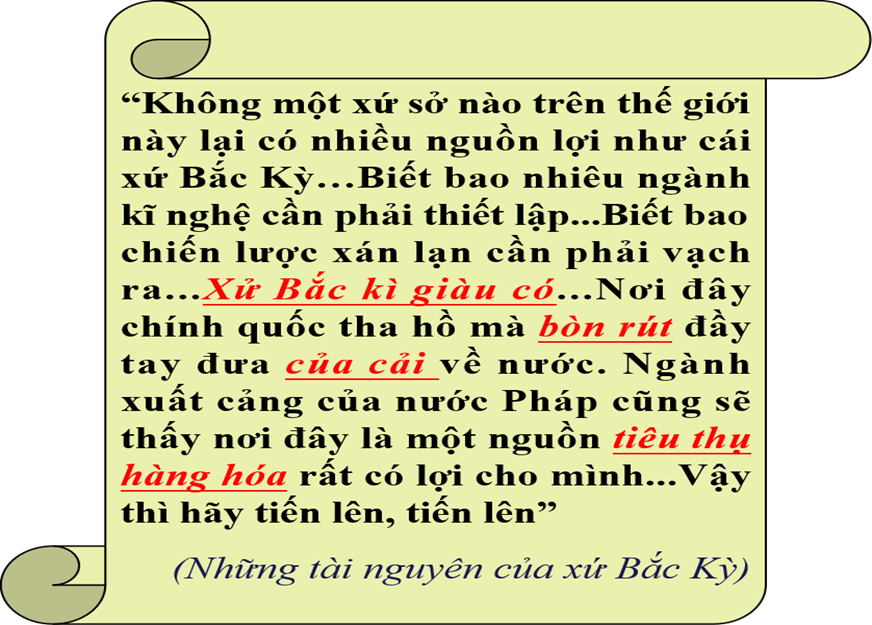 “Không một xứ sở nào trên thế giới
này lại có nhiều nguồn lợi như cái
xứ Bắc Kỳ…Biết bao nhiêu ngành
kĩ nghệ cần phải thiết lập...Biết bao
chiến lược xán lạn cần phải vạch
ra…Xử Bắc kì giàu có…Nơi đây
chính quốc tha hồ mà bòn rút đầy
tay đưa của cải về nước. Ngành
xuất cảng của nước Pháp cũng sẽ
thấy nơi đây là một nguồn tiêu thụ
hàng hóa rất có lợi cho mình...Vậy
thì hãy tiến lên, tiến lên”
(Những tài nguyên của xứ Bắc Kỳ)